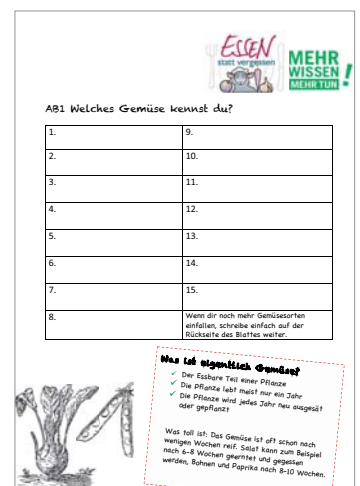 ESSEN
statt vergessen
MEHR
WISSEN
MEHR TUN !
AB1 Welches Gemüse kennst du?
1. 9.
2. 10.
3. 11.
4. 12.
5. 13.
6. 14.
7. 15.
8. Wenn dir noch mehr Gemüsesorten
einfallen, schreibe einfach auf der
Rückseite des Blattes weiter.
Was ist eigentlich Gemüse?
✓ Der Essbare Teil einer Pflanze
✓ Die Pflanze lebt meist nur ein Jahr
✓ Die Pflanze wird jedes Jahr neu ausgesät
oder gepflanzt
Was toll ist: Das Gemüse ist oft schon nach
wenigen Wochen reif. Salat kann zum Beispiel
nach 6-8 Wochen geerntet und gegessen
werden, Bohnen und Paprika nach 8-10 Wochen.